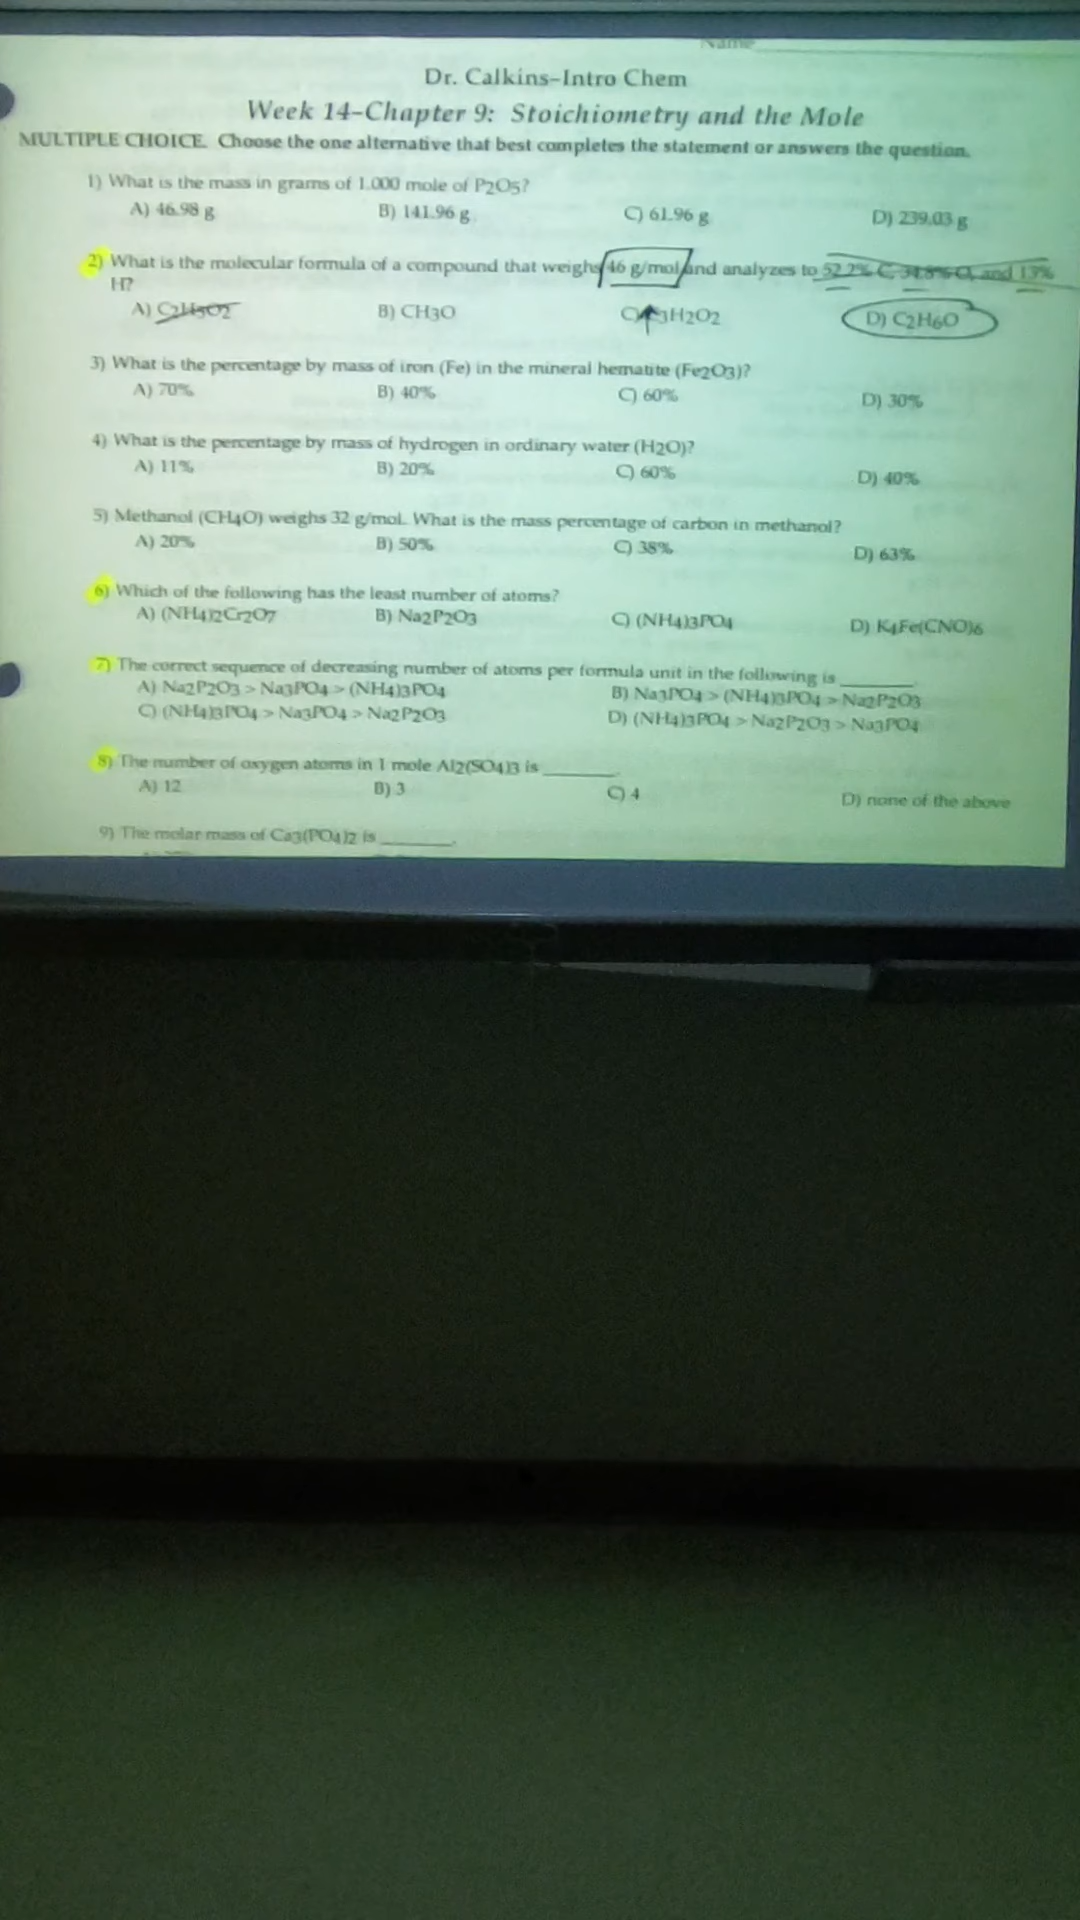 Name
Dr. Calkins-Intro Chem
Week 14-Chapter 9: Stoichiometry and the Mole
MULTIPLE CHOICE. Choose the one alternative that best completes the statement or answers the question.
1) What is the mass in grams of 1.000 mole of P2O5?
A) 46.98 g B) 141.96 g C) 61.96 g D) 239.03 g
2) What is the molecular formula of a compound that weighs 46 g/mol and analyzes to 52.2% C, 34.8% O, and 13%
H?
A) C2H5O2 B) CH3O C) C3H2O2 D) C2H6O
3) What is the percentage by mass of iron (Fe) in the mineral hematite (Fe2O3)?
A) 70% B) 40% C) 60% D) 30%
4) What is the percentage by mass of hydrogen in ordinary water (H2O)?
A) 11% B) 20% C) 60% D) 40%
5) Methanol (CH4O) weighs 32 g/mol. What is the mass percentage of carbon in methanol?
A) 20% B) 50% C) 38% D) 63%
6) Which of the following has the least number of atoms?
A) (NH4)2Cr2O7 B) Na2P2O3 C) (NH4)3PO4 D) K4Fe(CNO)6
7) The correct sequence of decreasing number of atoms per formula unit in the following is ______.
A) Na2P2O3 > Na3PO4 > (NH4)3PO4 B) Na3PO4 > (NH4)3PO4 > Na2P2O3
C) (NH4)3PO4 > Na3PO4 > Na2P2O3 D) (NH4)3PO4 > Na2P2O3 > Na3PO4
8) The number of oxygen atoms in 1 mole Al2(SO4)3 is ______.
A) 12 B) 3 C) 4 D) none of the above
9) The molar mass of Ca3(PO4)2 is ______.